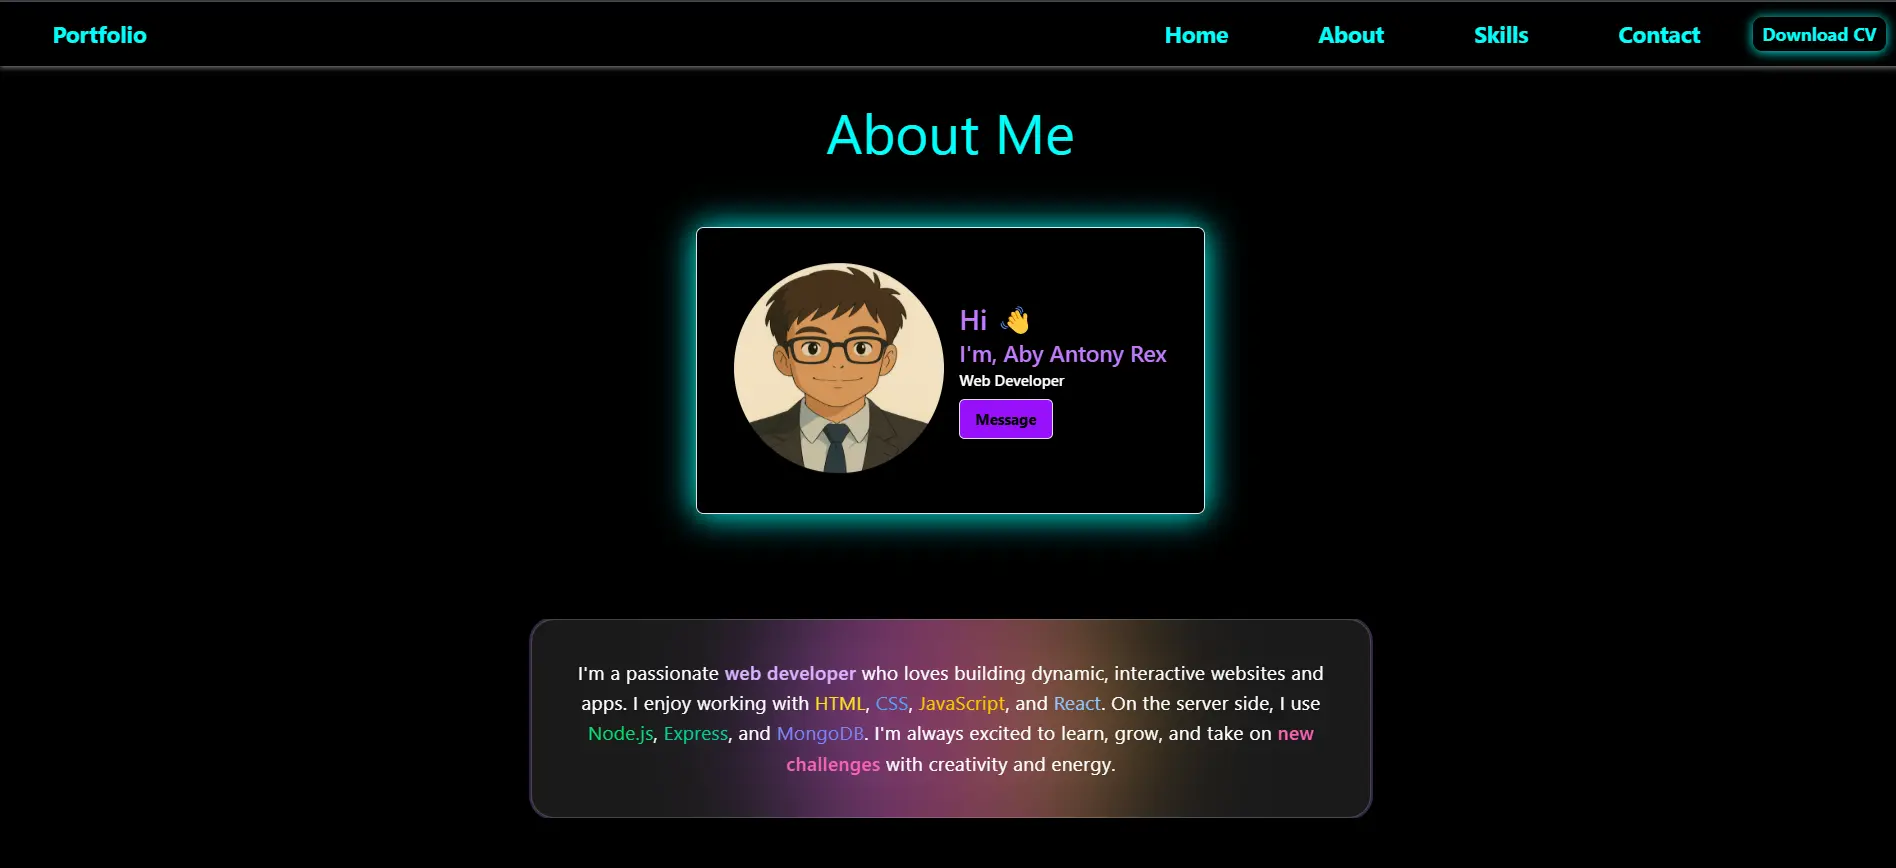 Portfolio
Home
About
Skills
Contact
Download CV
About Me
Hi 👋
I'm, Aby Antony Rex
Web Developer
Message
I'm a passionate web developer who loves building dynamic, interactive websites and
apps. I enjoy working with HTML, CSS, JavaScript, and React. On the server side, I use
Node.js, Express, and MongoDB. I'm always excited to learn, grow, and take on new
challenges with creativity and energy.